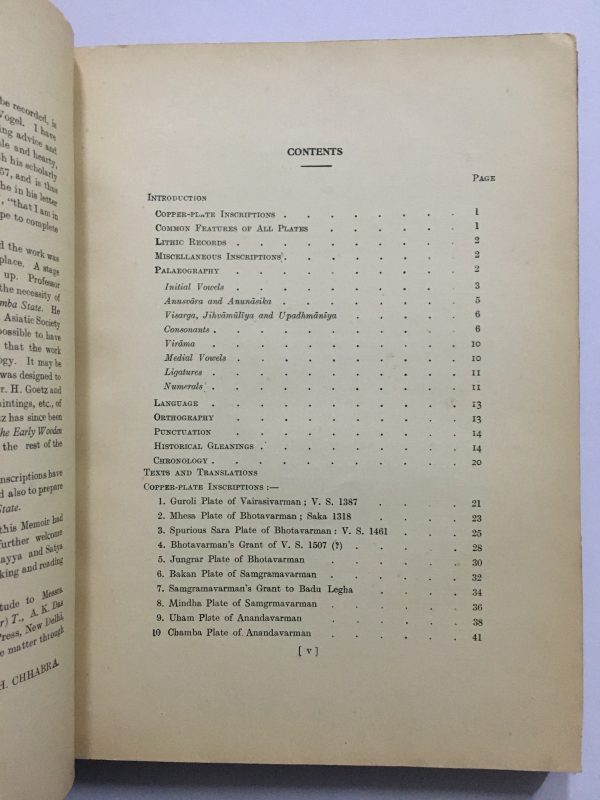 be recorded, is
Vogel. I have
ing advice and
le and hearty,
h his scholarly
57, and is thus
he in his letter
, "that I am in
pe to complete
d the work was
place. A stage
up. Professor
the necessity of
mba State. He
Asiatic Society
possible to have
that the work
ogy. It may be
was designed to
r. H. Goetz and
aintings, etc., of
tz has since been
The Early Wooden
the rest of the
nscriptions have
d also to prepare
State.
this Memoir had
further welcome
ayya and Satya
king and reading
tude to Messrs.
r) T., A. K. Das
Press, New Delhi,
e matter through
H. CHHABRA.
CONTENTS
PAGE
INTRODUCTION
COPPER-PLATE INSCRIPTIONS . . . . . . . 1
COMMON FEATURES OF ALL PLATES . . . . . . 1
LITHIC RECORDS . . . . . . . . 2
MISCELLANEOUS INSCRIPTIONS . . . . . . 2
PALAEOGRAPHY . . . . . . . . 2
Initial Vowels . . . . . . . . 3
Anusvāra and Anunāsika . . . . . . . 5
Visarga, Jihvāmūlīya and Upadhmānīya . . . . . 6
Consonants . . . . . . . . . 6
Virāma . . . . . . . . . 10
Medial Vowels . . . . . . . . 10
Ligatures . . . . . . . . . 11
Numerals . . . . . . . . . 11
LANGUAGE . . . . . . . . . 13
ORTHOGRAPHY . . . . . . . . 13
PUNCTUATION . . . . . . . . 14
HISTORICAL GLEANINGS . . . . . . . 14
CHRONOLOGY . . . . . . . . . 20
TEXTS AND TRANSLATIONS
COPPER-PLATE INSCRIPTIONS :—
1. Guroli Plate of Vairasivarman ; V. S. 1387 . . . . 21
2. Mhesa Plate of Bhotavarman ; Saka 1318 . . . . 23
3. Spurious Sara Plate of Bhotavarman : V. S. 1461 . . . 25
4. Bhotavarman's Grant of V. S. 1507 (?) . . . . 28
5. Jungrar Plate of Bhotavarman . . . . . 30
6. Bakan Plate of Samgramavarman . . . . . 32
7. Samgramavarman's Grant to Badu Legha . . . . 34
8. Mindha Plate of Samgrmavarman . . . . . 36
9. Ubam Plate of Anandavarman . . . . . 38
10 Chamba Plate of Anandavarman . . . . . 41
[ v ]